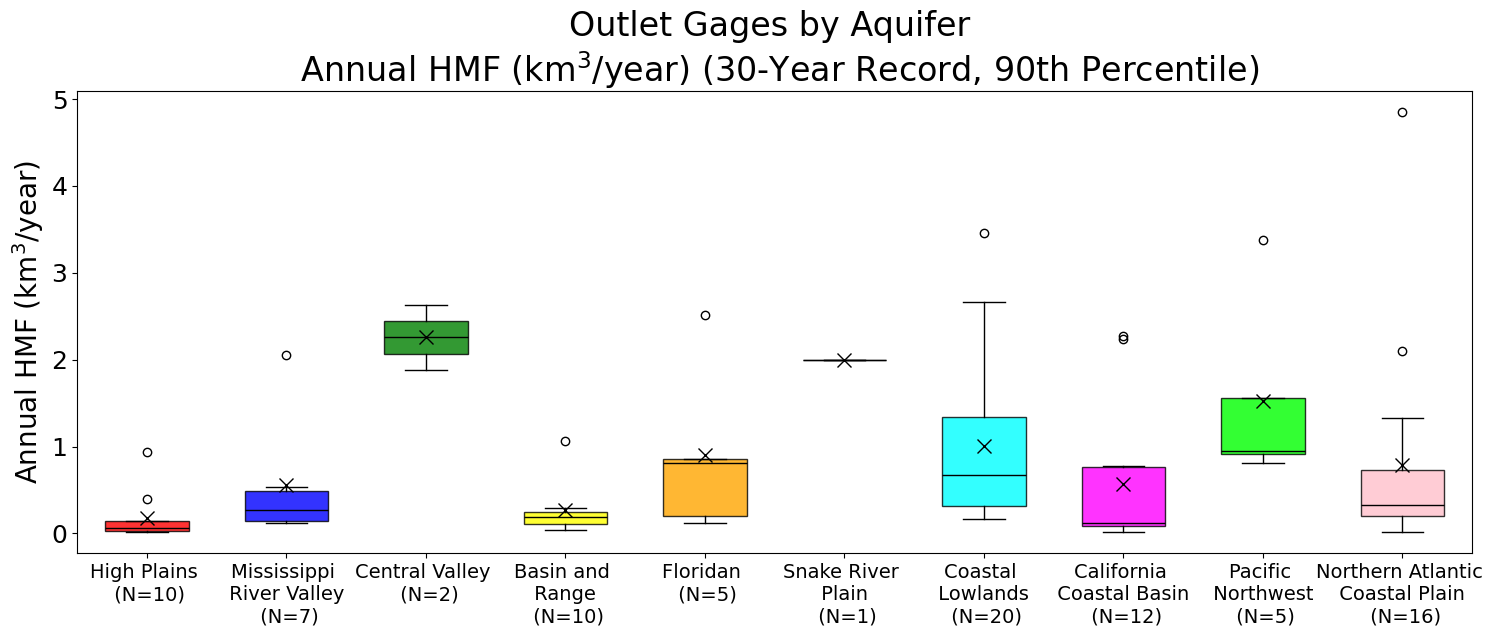 Outlet Gages by Aquifer
Annual HMF (km³/year) (30-Year Record, 90th Percentile)
Annual HMF (km³/year)
5
4
3
2
1
0
High Plains
(N=10)
Mississippi
River Valley
(N=7)
Central Valley
(N=2)
Basin and
Range
(N=10)
Floridan
(N=5)
Snake River
Plain
(N=1)
Coastal
Lowlands
(N=20)
California
Coastal Basin
(N=12)
Pacific
Northwest
(N=5)
Northern Atlantic
Coastal Plain
(N=16)